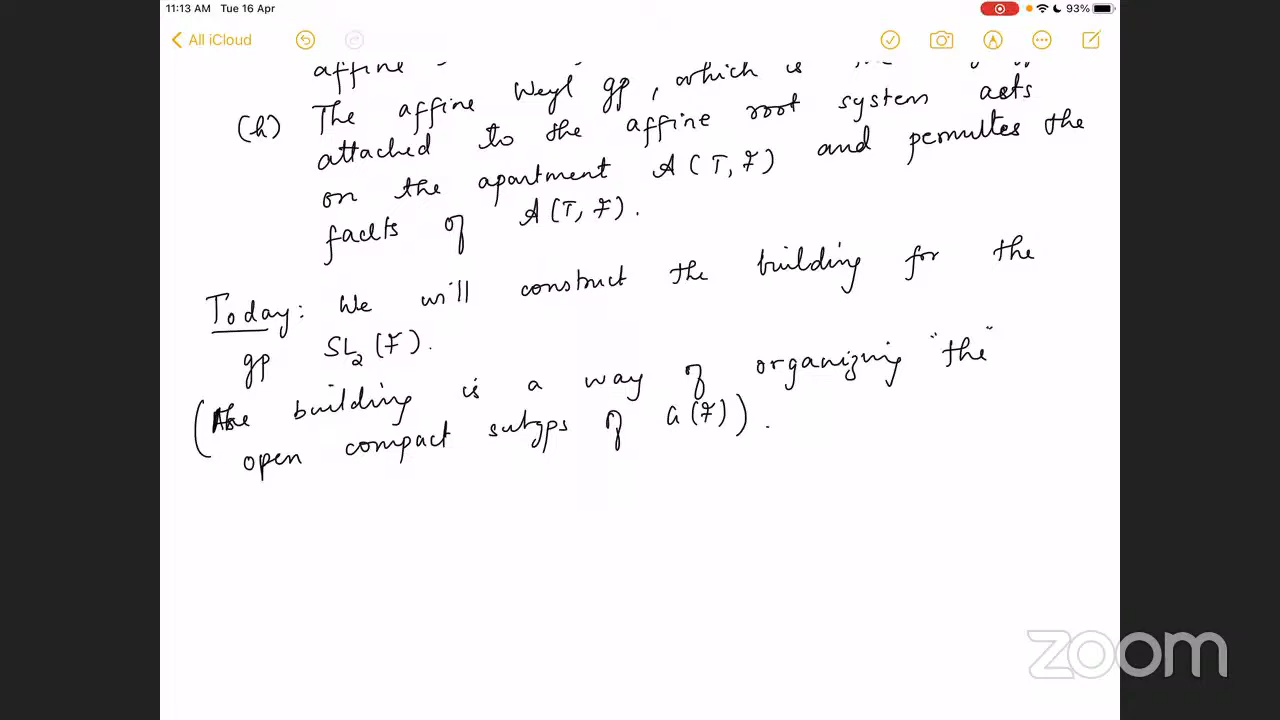 11:13 AM Tue 16 Apr
93%
All iCloud
affine
(h) The affine Weyl gp, which is
attached to the affine root system acts
on the apartment A(T, F) and permutes the
facets of A(T, F).
Today: We will construct the building for the
gp SL₂(F).
(The building is a way of organizing "the"
open compact subgps of G(F)).
zoom